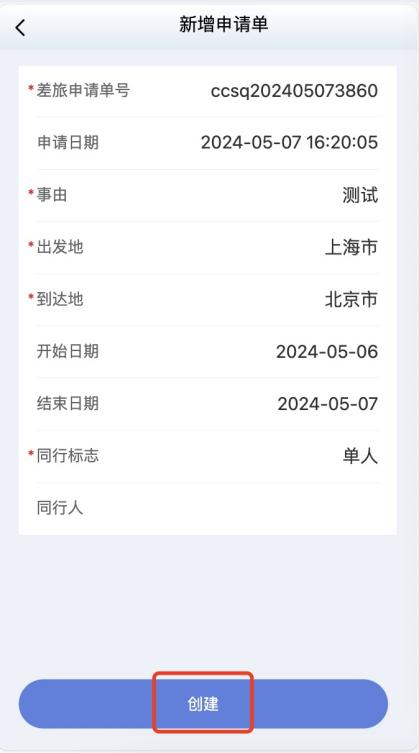 新增申请单
*差旅申请单号 ccsq202405073860
申请日期 2024-05-07 16:20:05
*事由 测试
*出发地 上海市
*到达地 北京市
开始日期 2024-05-06
结束日期 2024-05-07
*同行标志 单人
同行人
创建